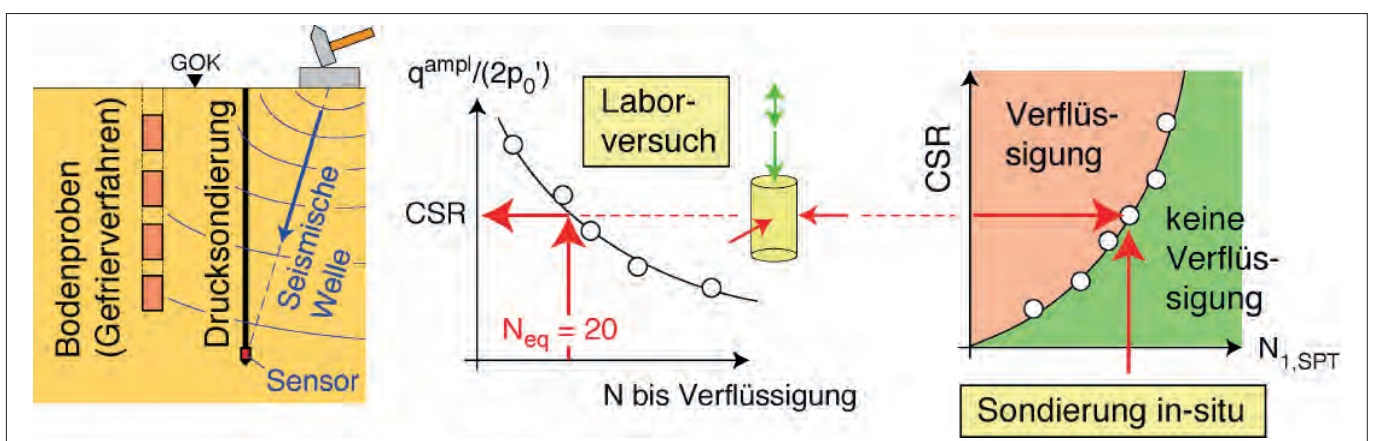 GOK
Bodenproben
(Gefrierverfahren)
Drucksondierung
Seismische
Welle
Sensor
q^ampl/(2p₀')
Labor-
versuch
CSR
N_eq = 20
N bis Verflüssigung
CSR
Verflüs-
sigung
keine
Verflüs-
sigung
N₁,SPT
Sondierung in-situ